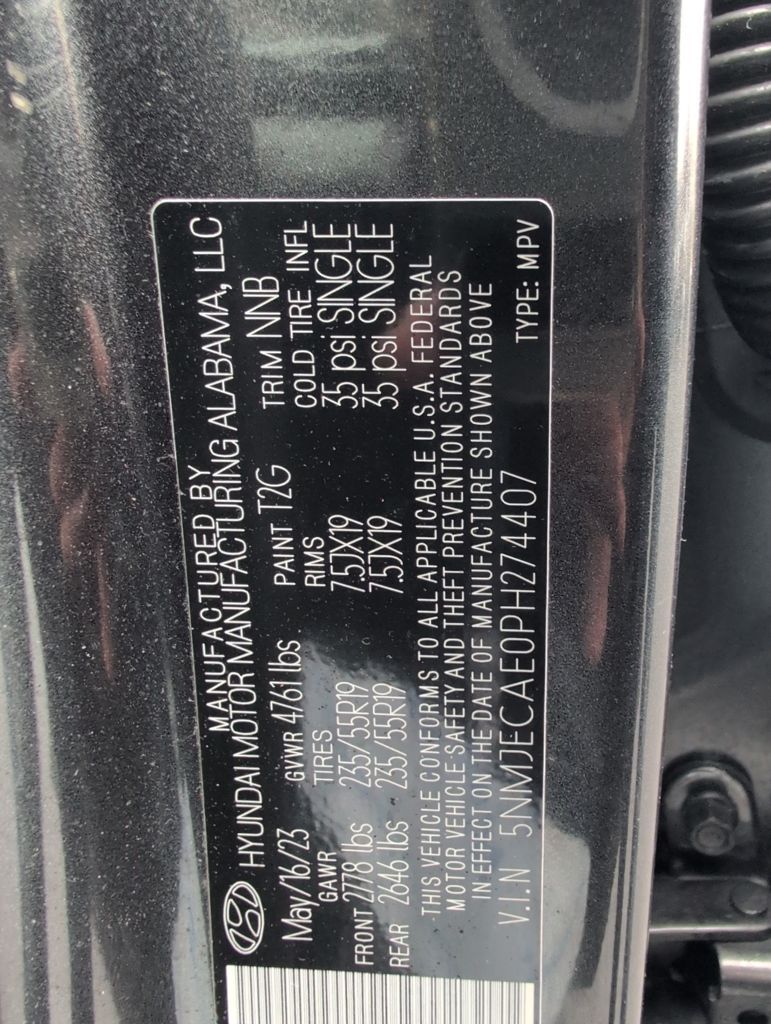 MANUFACTURED BY
HYUNDAI MOTOR MANUFACTURING ALABAMA, LLC
May/16/23 GVWR 4761 lbs PAINT T2G TRIM NNB
GAWR TIRES RIMS COLD TIRE INFL
FRONT 2778 lbs 235/55R19 7.5JX19 35 psi SINGLE
REAR 2646 lbs 235/55R19 7.5JX19 35 psi SINGLE
THIS VEHICLE CONFORMS TO ALL APPLICABLE U.S.A. FEDERAL
MOTOR VEHICLE SAFETY AND THEFT PREVENTION STANDARDS
IN EFFECT ON THE DATE OF MANUFACTURE SHOWN ABOVE
V.I.N 5NMJECAE0PH274407 TYPE: MPV